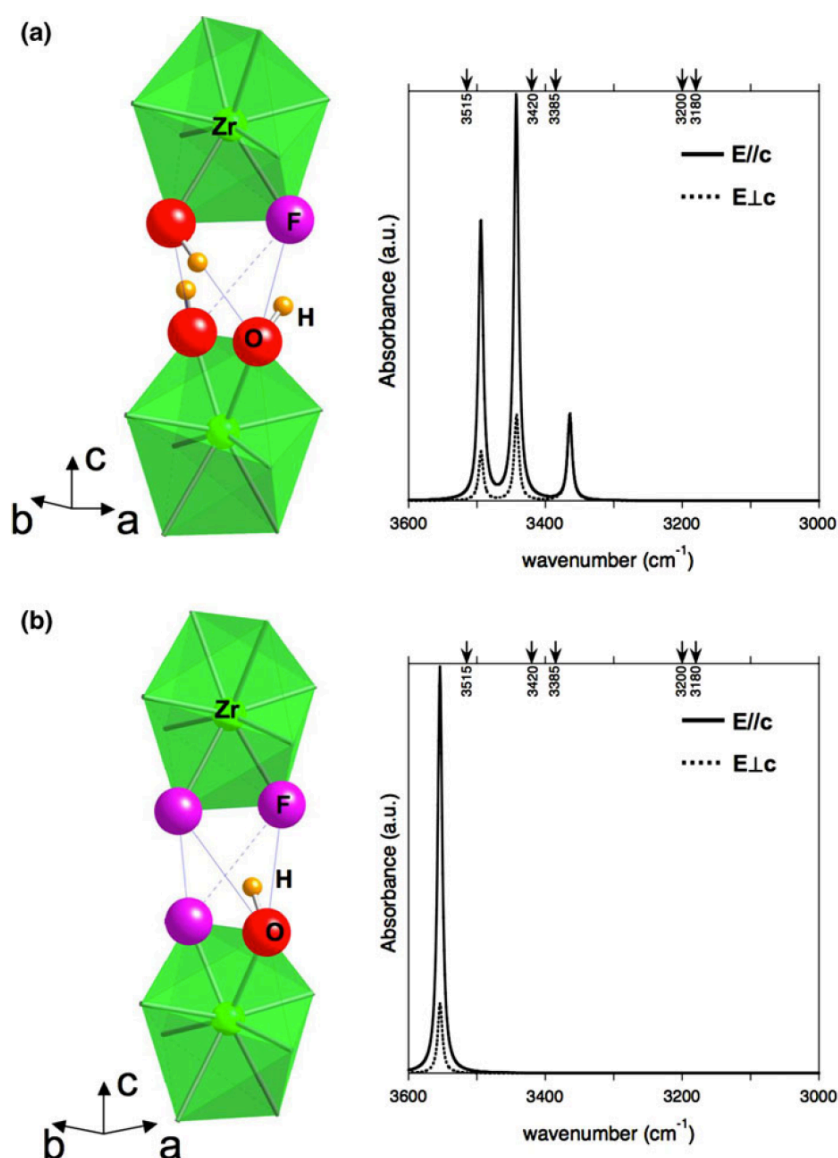 (a)
Zr
F
H
O
c
b
a
3515
3420
3385
3200
3180
E//c
E⊥c
Absorbance (a.u.)
3600
3400
3200
3000
wavenumber (cm⁻¹)
(b)
Zr
F
H
O
c
b
a
3515
3420
3385
3200
3180
E//c
E⊥c
Absorbance (a.u.)
3600
3400
3200
3000
wavenumber (cm⁻¹)